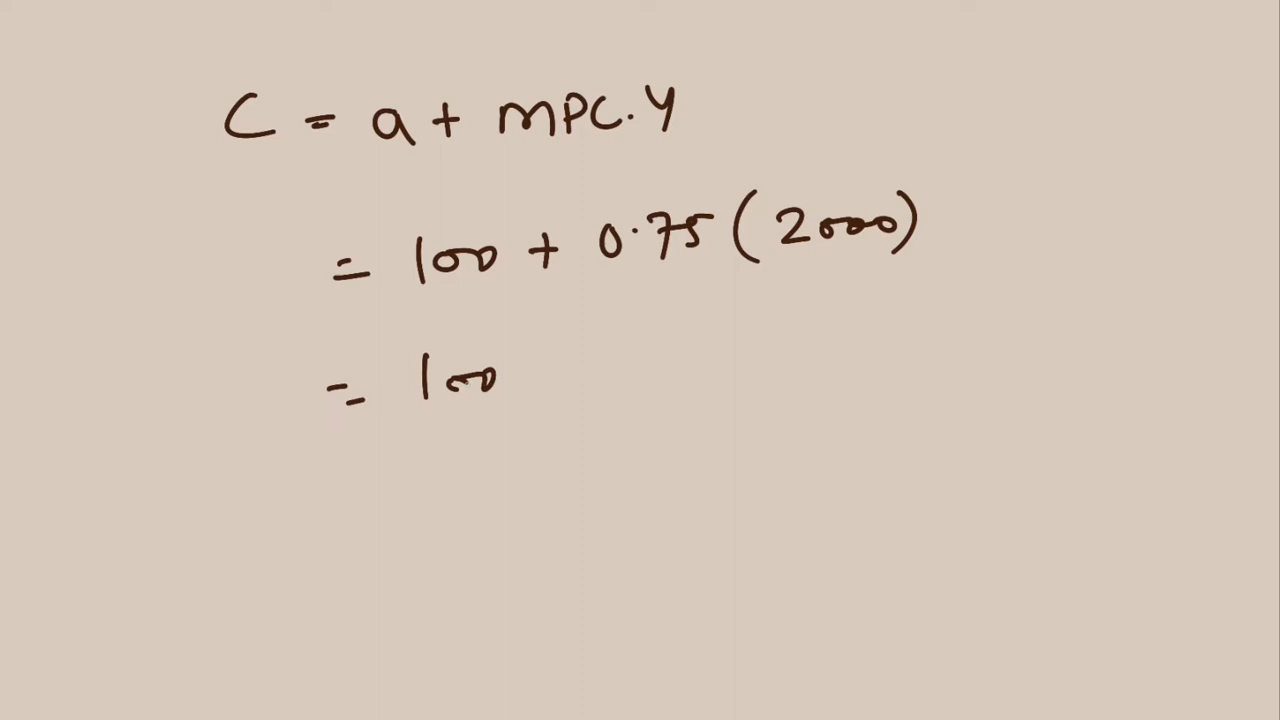 C = a + MPC. Y
= 100 + 0.75 (2000)
= 100